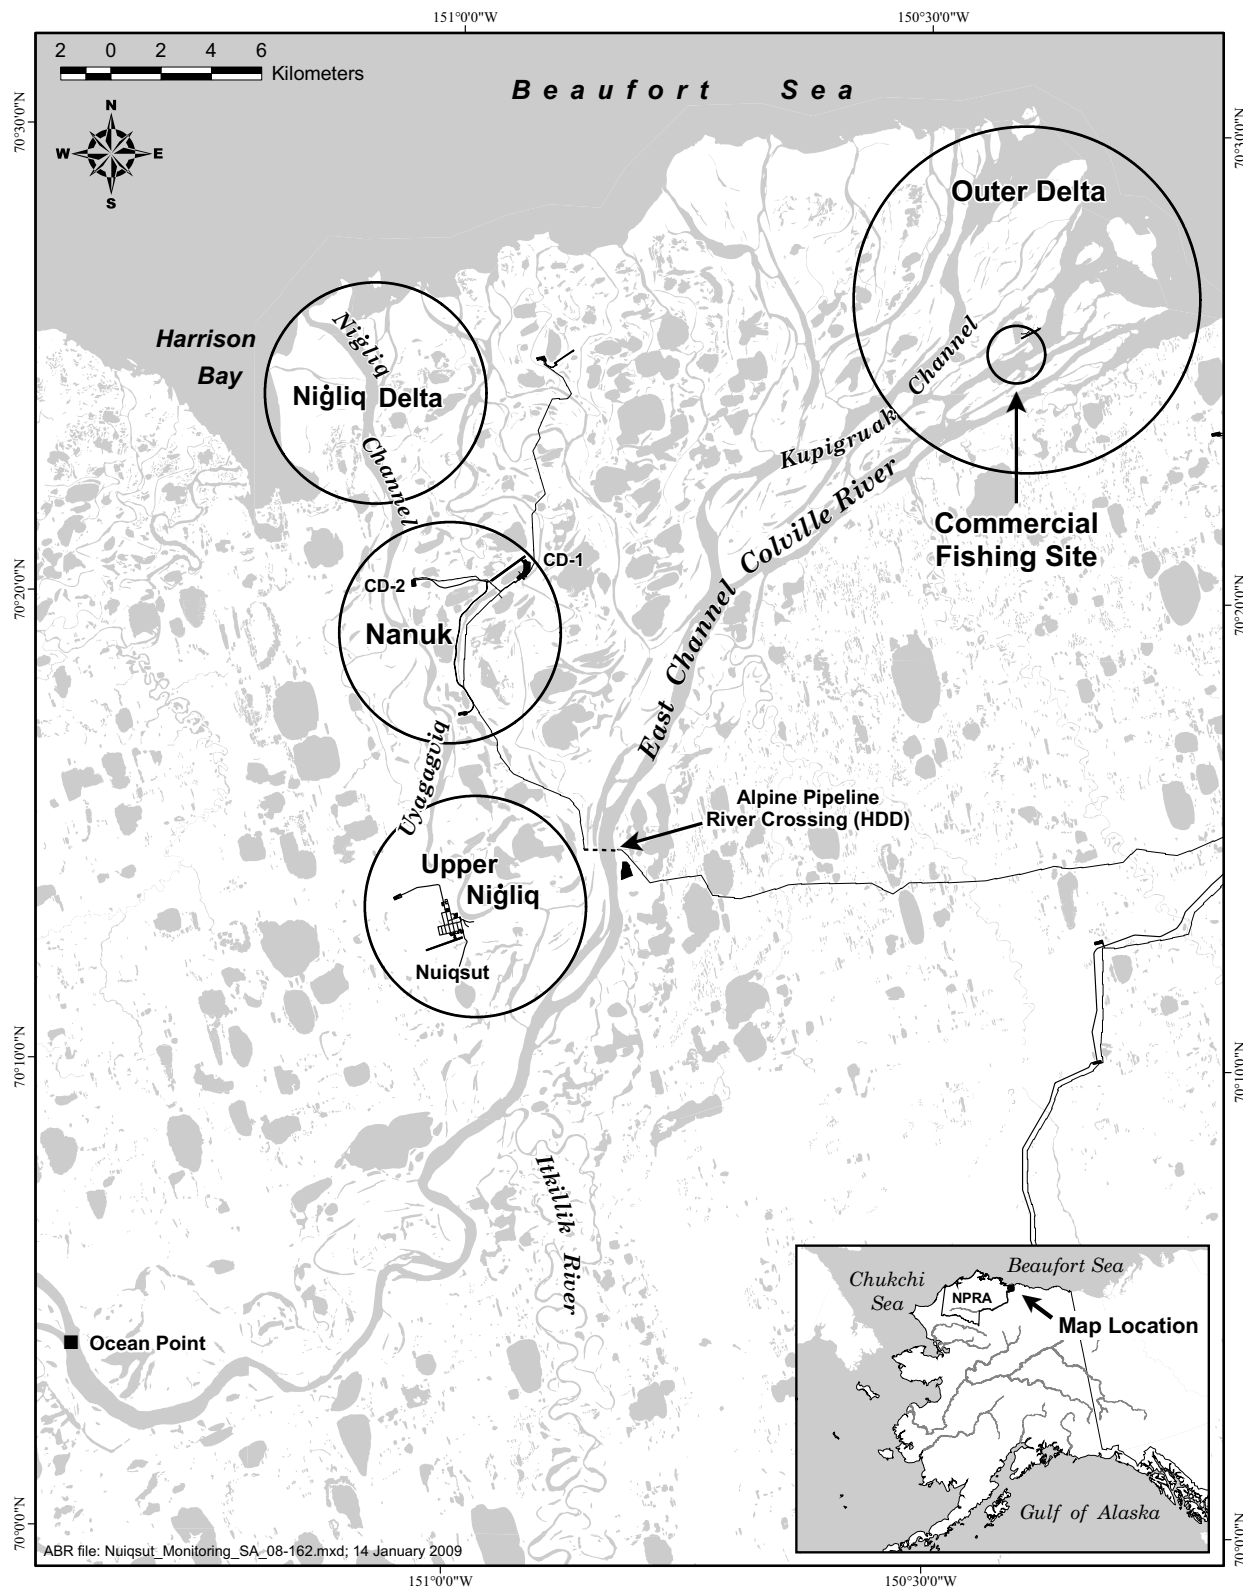 151°0'0"W
150°30'0"W
2 0 2 4 6
Kilometers
Beaufort Sea
N
W E
S
70°30'0"N
70°30'0"N
Outer Delta
Harrison
Bay
Niġliq
Channel
Niġliq Delta
Kupigruak Channel
Commercial
Fishing Site
CD-1
CD-2
70°20'0"N
70°20'0"N
Nanuk
East Channel Colville River
Uyagagviq
Alpine Pipeline
River Crossing (HDD)
Upper
Niġliq
Nuiqsut
70°10'0"N
70°10'0"N
Itkillik River
Ocean Point
Chukchi
Sea
Beaufort Sea
NPRA
Map Location
Gulf of Alaska
70°0'0"N
70°0'0"N
ABR file: Nuiqsut_Monitoring_SA_08-162.mxd; 14 January 2009
151°0'0"W
150°30'0"W